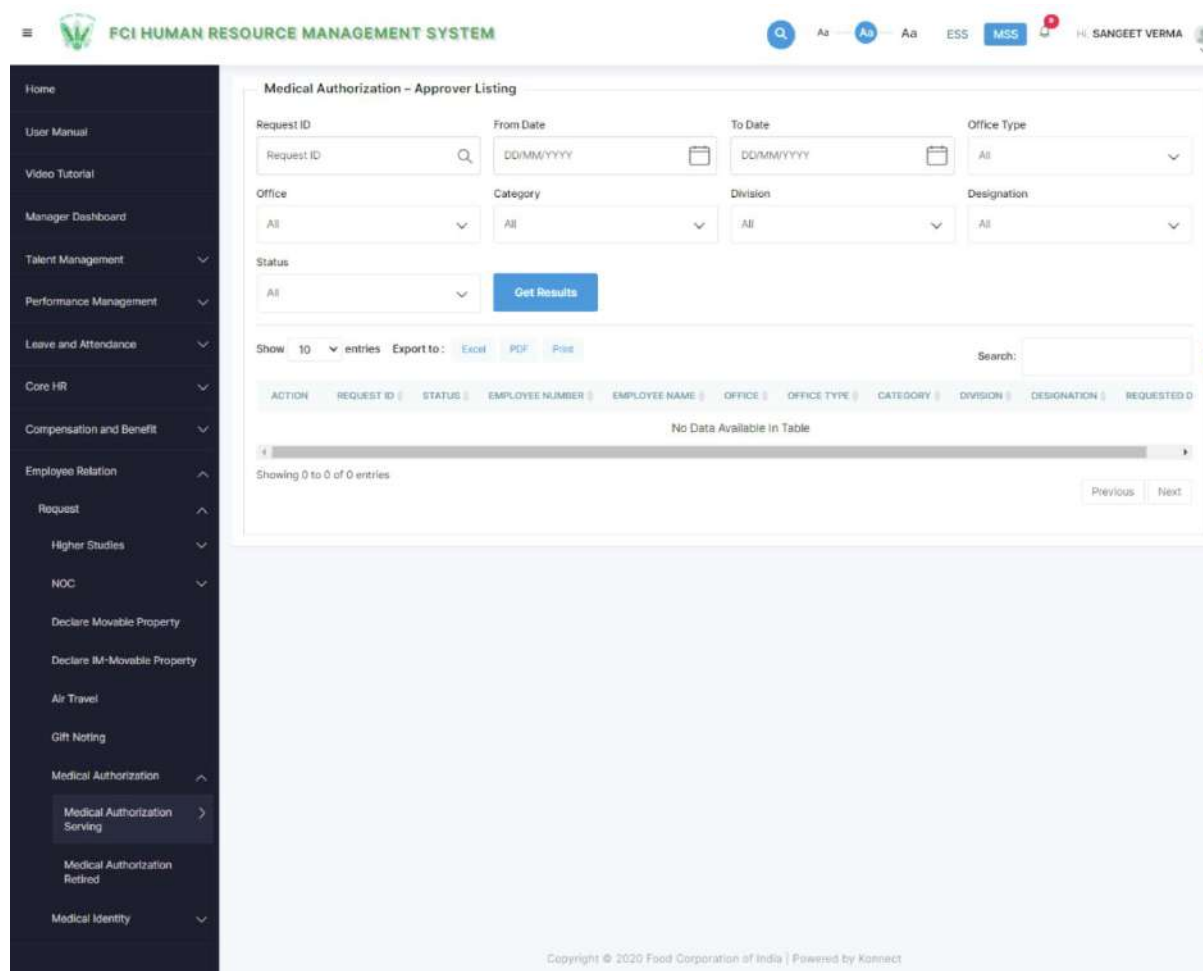 FCI HUMAN RESOURCE MANAGEMENT SYSTEM
Aa Aa Aa ESS MSS Hi, SANGEET VERMA
Home
User Manual
Video Tutorial
Manager Dashboard
Talent Management
Performance Management
Leave and Attendance
Core HR
Compensation and Benefit
Employee Relation
Request
Higher Studies
NOC
Declare Movable Property
Declare IM-Movable Property
Air Travel
Gift Noting
Medical Authorization
Medical Authorization
Serving
Medical Authorization
Retired
Medical Identity
Medical Authorization – Approver Listing
Request ID From Date To Date Office Type
Request ID DD/MM/YYYY DD/MM/YYYY All
Office Category Division Designation
All All All All
Status
All Get Results
Show 10 entries Export to : Excel PDF Print Search:
ACTION REQUEST ID STATUS EMPLOYEE NUMBER EMPLOYEE NAME OFFICE OFFICE TYPE CATEGORY DIVISION DESIGNATION REQUESTED D
No Data Available In Table
Showing 0 to 0 of 0 entries
Previous Next
Copyright © 2020 Food Corporation of India | Powered by Konnect